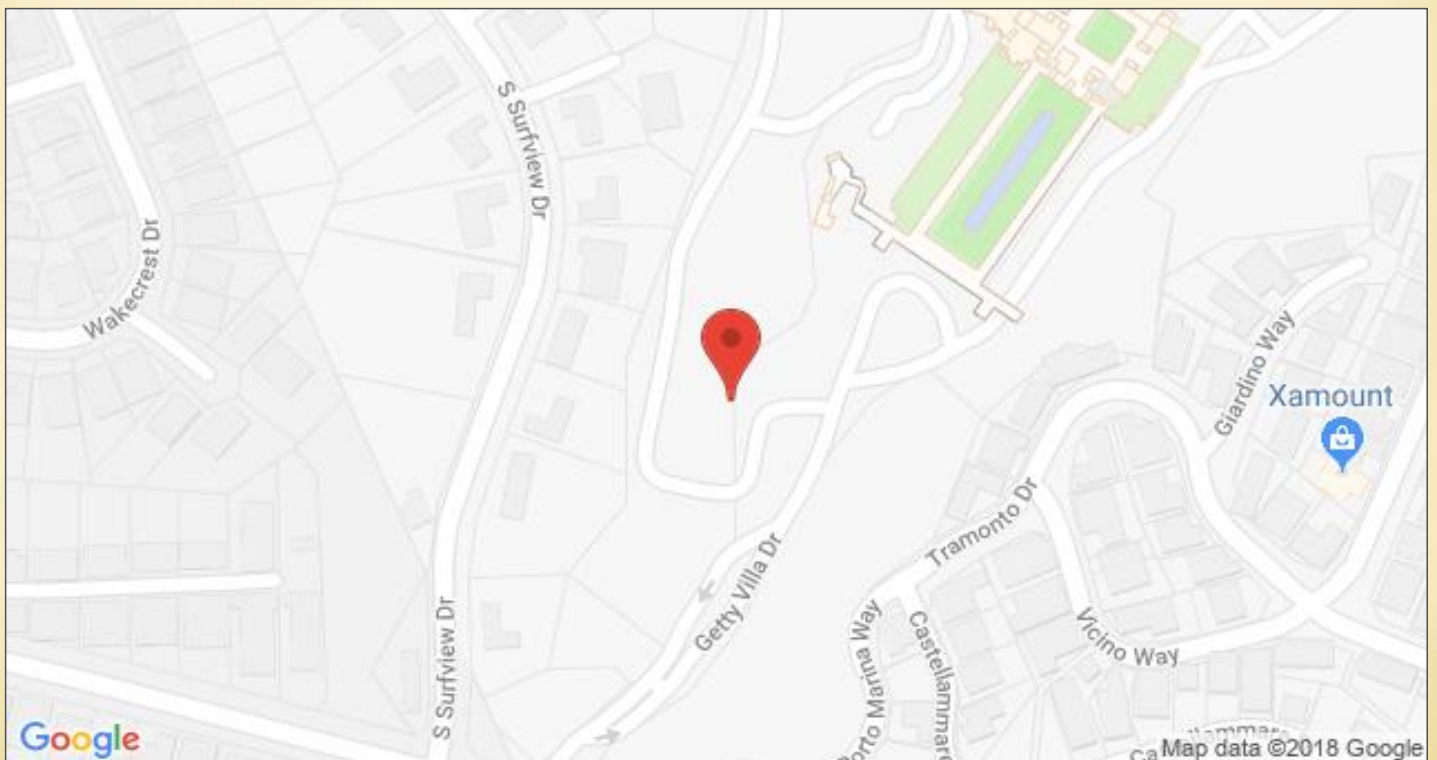 S Surfview Dr
Wakecrest Dr
Giardino Way
Xamount
Tramonto Dr
Getty Villa Dr
Vicino Way
S Surfview Dr
Porto Marina Way
Castellammare
Google
Map data ©2018 Google